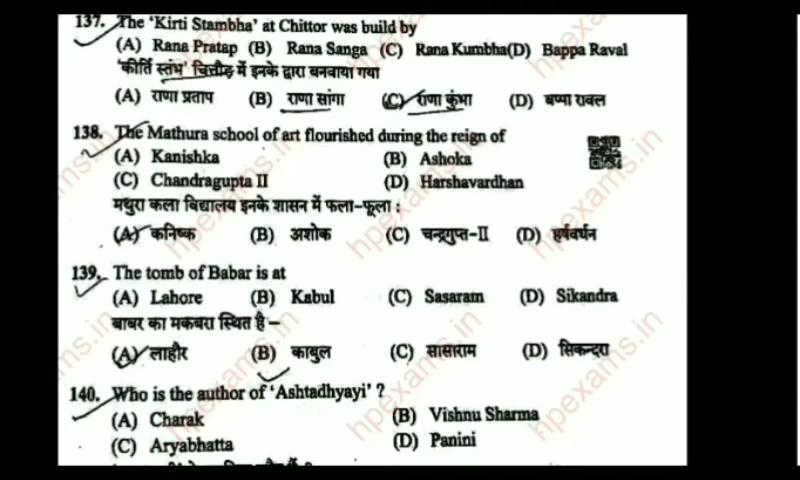 137. The 'Kirti Stambha' at Chittor was build by
(A) Rana Pratap (B) Rana Sanga (C) Rana Kumbha(D) Bappa Raval
'कीर्ति स्तंभ' चित्तौड़ में इनके द्वारा बनवाया गया
(A) राणा प्रताप (B) राणा सांगा (C) राणा कुंभा (D) बप्पा रावल
138. The Mathura school of art flourished during the reign of
(A) Kanishka (B) Ashoka
(C) Chandragupta II (D) Harshavardhan
मथुरा कला विद्यालय इनके शासन में फला-फूला :
(A) कनिष्क (B) अशोक (C) चन्द्रगुप्त-II (D) हर्षवर्धन
139. The tomb of Babar is at
(A) Lahore (B) Kabul (C) Sasaram (D) Sikandra
बाबर का मकबरा स्थित है –
(A) लाहौर (B) काबुल (C) सासाराम (D) सिकन्दरा
140. Who is the author of 'Ashtadhyayi' ?
(A) Charak (B) Vishnu Sharma
(C) Aryabhatta (D) Panini
hpexams.in